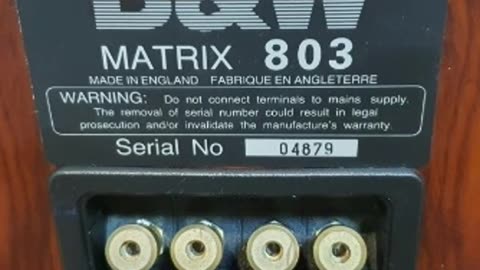 B&W
MATRIX 803
MADE IN ENGLAND FABRIQUE EN ANGLETERRE
WARNING: Do not connect terminals to mains supply.
The removal of serial number could result in legal
prosecution and/or invalidate the manufacture's warranty.
Serial No 04879